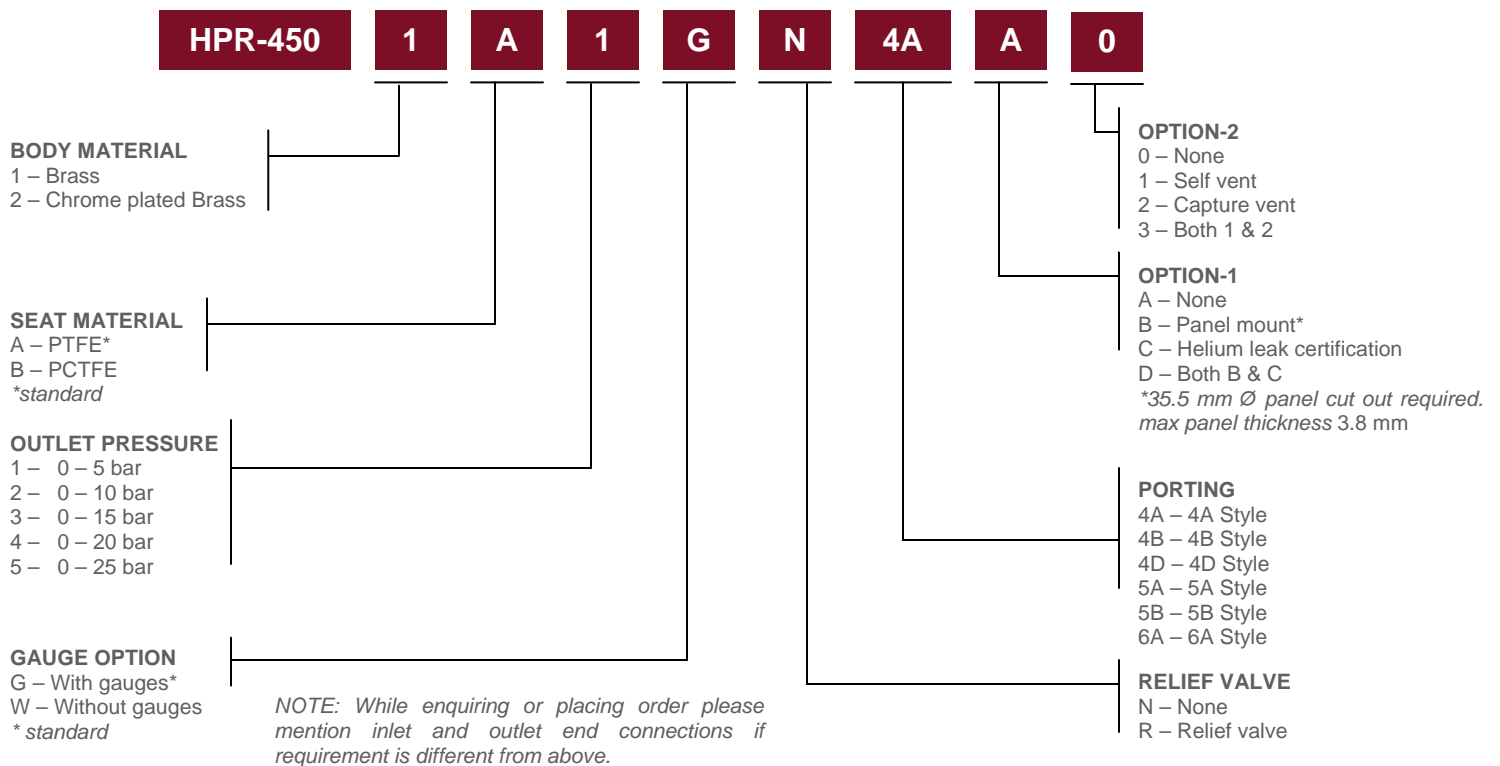 HPR-450 1 A 1 G N 4A A 0
BODY MATERIAL
1 – Brass
2 – Chrome plated Brass
SEAT MATERIAL
A – PTFE*
B – PCTFE
*standard
OUTLET PRESSURE
1 – 0 – 5 bar
2 – 0 – 10 bar
3 – 0 – 15 bar
4 – 0 – 20 bar
5 – 0 – 25 bar
GAUGE OPTION
G – With gauges*
W – Without gauges
* standard
NOTE: While enquiring or placing order please
mention inlet and outlet end connections if
requirement is different from above.
OPTION-2
0 – None
1 – Self vent
2 – Capture vent
3 – Both 1 & 2
OPTION-1
A – None
B – Panel mount*
C – Helium leak certification
D – Both B & C
*35.5 mm Ø panel cut out required.
max panel thickness 3.8 mm
PORTING
4A – 4A Style
4B – 4B Style
4D – 4D Style
5A – 5A Style
5B – 5B Style
6A – 6A Style
RELIEF VALVE
N – None
R – Relief valve